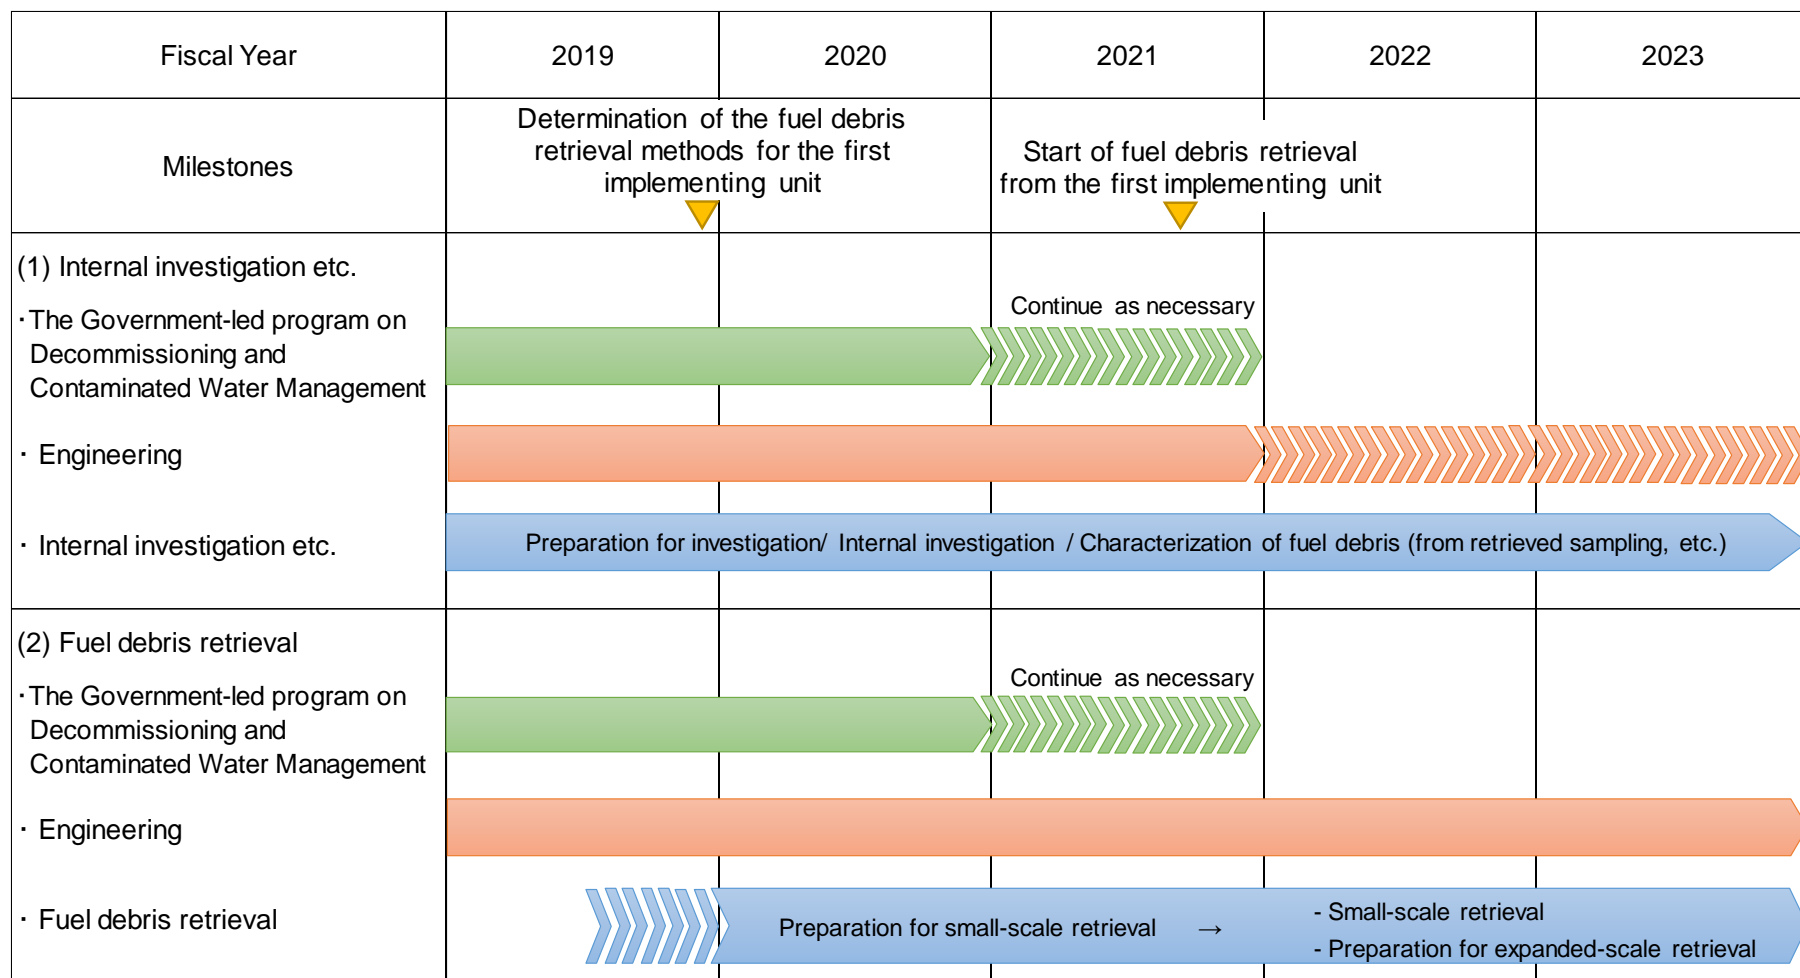 Fiscal Year 2019 2020 2021 2022 2023
Milestones
Determination of the fuel debris
retrieval methods for the first
implementing unit
Start of fuel debris retrieval
from the first implementing unit
(1) Internal investigation etc.
・The Government-led program on
Decommissioning and
Contaminated Water Management
Continue as necessary
・ Engineering
・ Internal investigation etc.
Preparation for investigation/ Internal investigation / Characterization of fuel debris (from retrieved sampling, etc.)
(2) Fuel debris retrieval
・The Government-led program on
Decommissioning and
Contaminated Water Management
Continue as necessary
・ Engineering
・ Fuel debris retrieval
Preparation for small-scale retrieval →
- Small-scale retrieval
- Preparation for expanded-scale retrieval